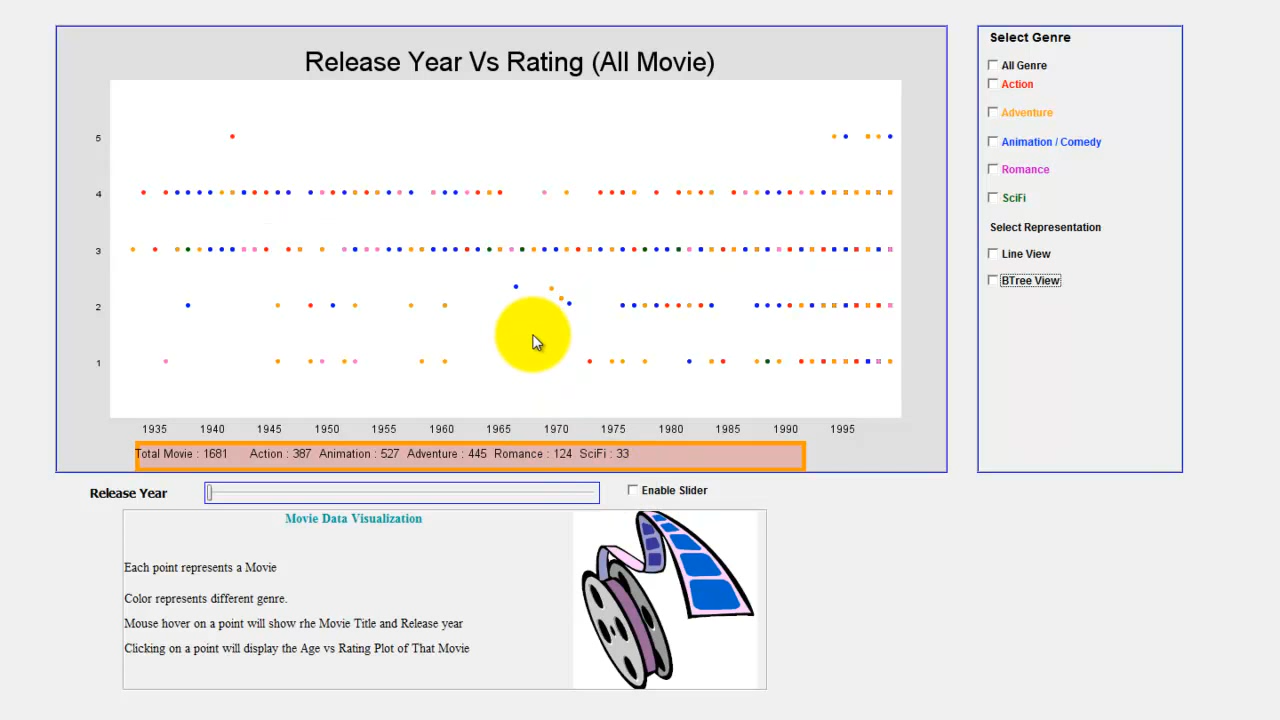 Release Year Vs Rating (All Movie)
5
4
3
2
1
1935 1940 1945 1950 1955 1960 1965 1970 1975 1980 1985 1990 1995
Total Movie : 1681 Action : 387 Animation : 527 Adventure : 445 Romance : 124 SciFi : 33
Select Genre
All Genre
Action
Adventure
Animation / Comedy
Romance
SciFi
Select Representation
Line View
BTree View
Release Year
Enable Slider
Movie Data Visualization
Each point represents a Movie
Color represents different genre.
Mouse hover on a point will show rhe Movie Title and Release year
Clicking on a point will display the Age vs Rating Plot of That Movie